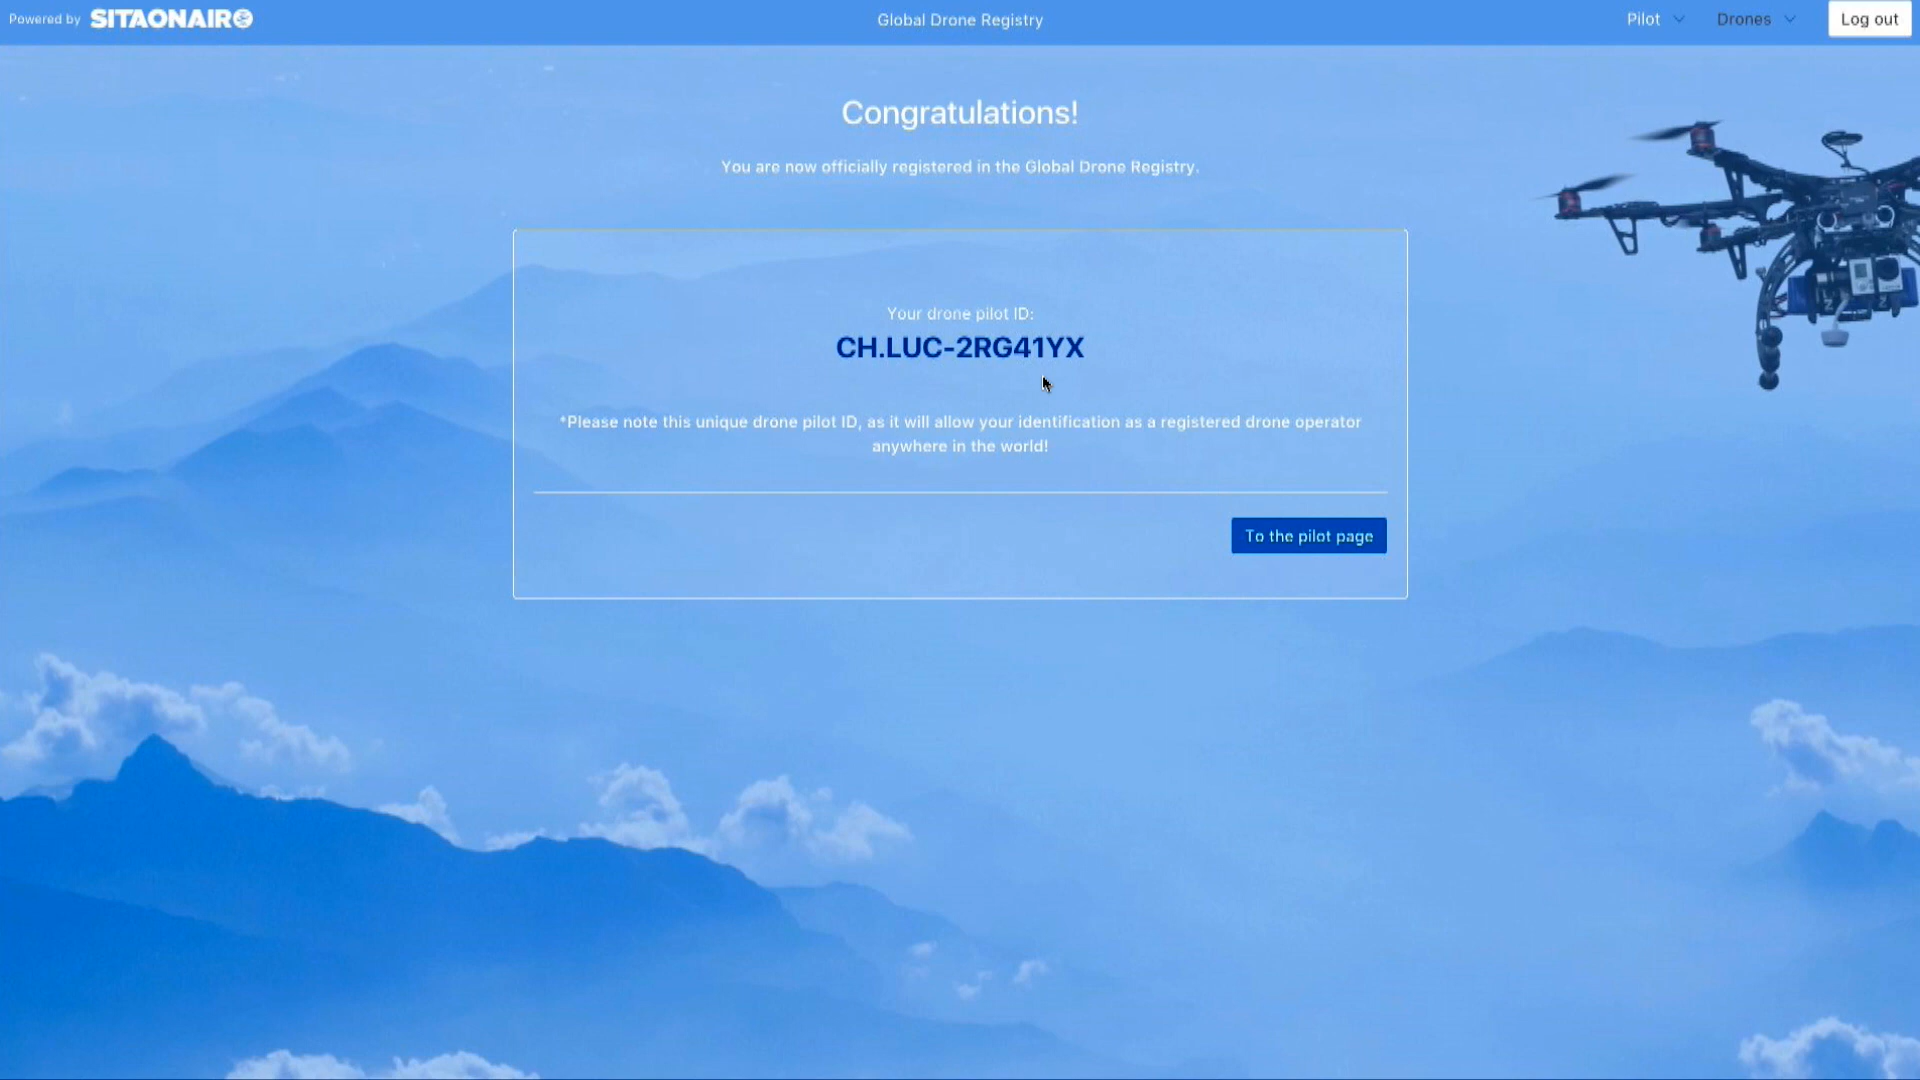 Powered by SITAONAIR
Global Drone Registry
Pilot
Drones
Log out
Congratulations!
You are now officially registered in the Global Drone Registry.
Your drone pilot ID:
CH.LUC-2RG41YX
*Please note this unique drone pilot ID, as it will allow your identification as a registered drone operator
anywhere in the world!
To the pilot page